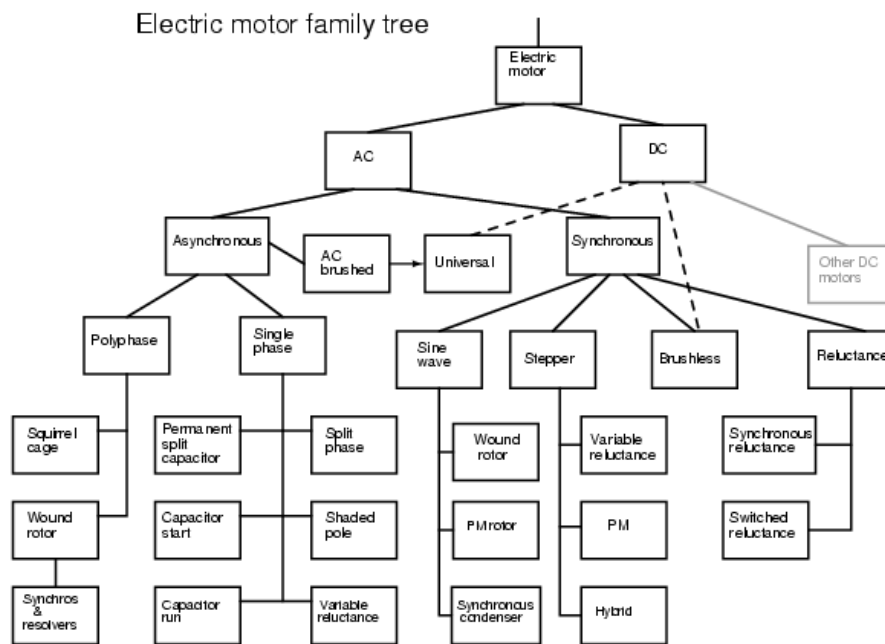 Electric motor family tree
Electric
motor
AC
DC
Asynchronous
AC
brushed
Universal
Synchronous
Other DC
motors
Polyphase
Single
phase
Sine
wave
Stepper
Brushless
Reluctance
Squirrel
cage
Permanent
split
capacitor
Split
phase
Wound
rotor
Variable
reluctance
Synchronous
reluctance
Wound
rotor
Capacitor
start
Shaded
pole
PM rotor
PM
Switched
reluctance
Synchros
&
resolvers
Capacitor
run
Variable
reluctance
Synchronous
condenser
Hybrid